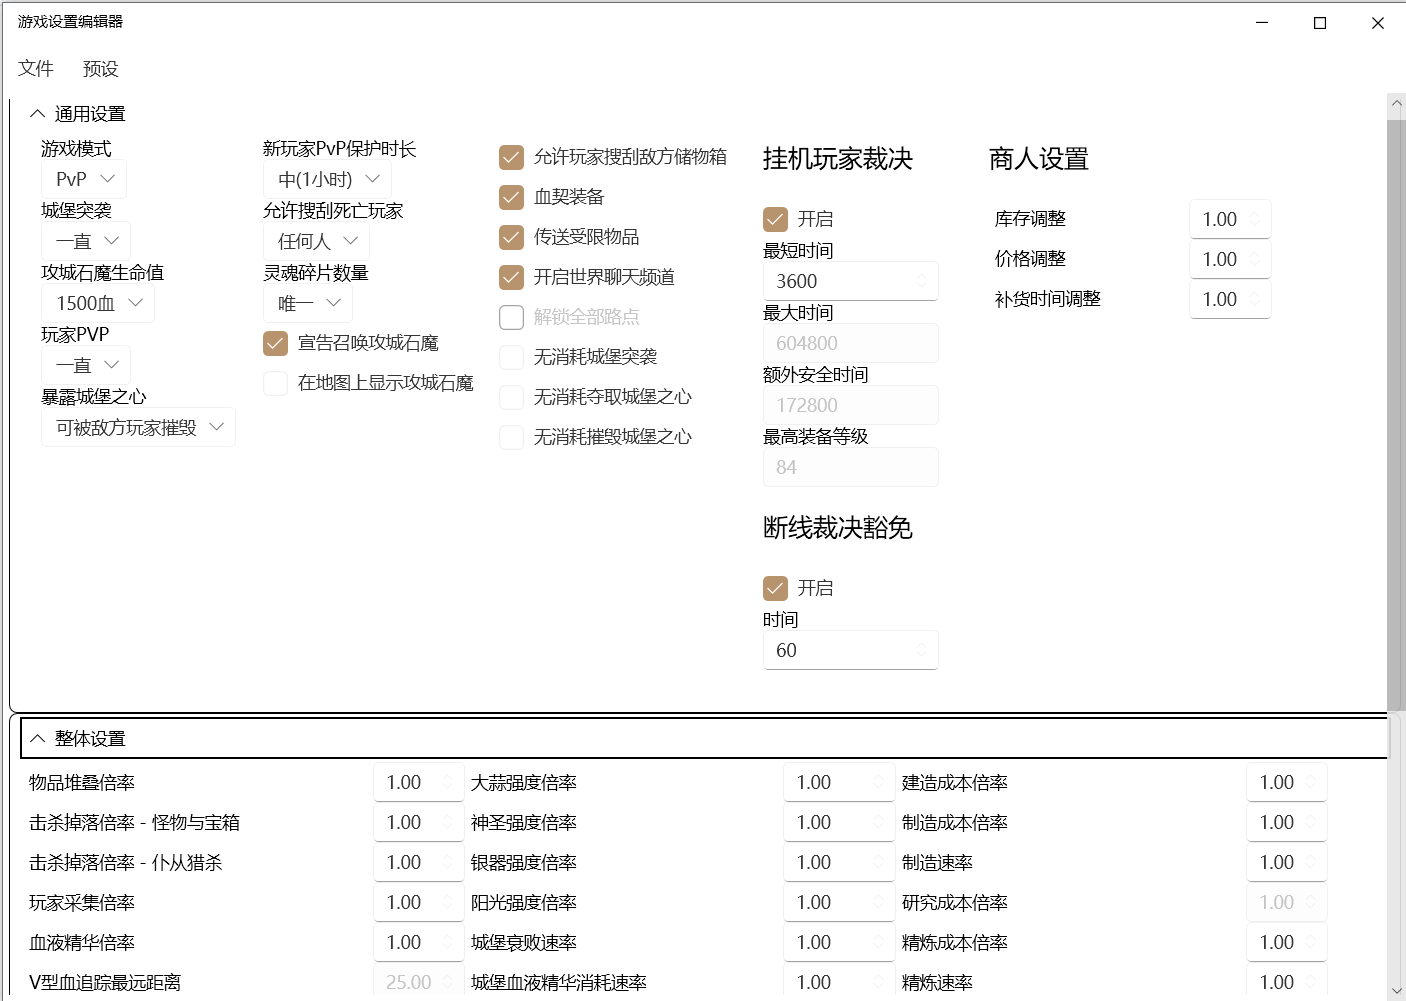 游戏设置编辑器
文件 预设
通用设置
游戏模式
PvP
城堡突袭
一直
攻城石魔生命值
1500血
玩家PVP
一直
暴露城堡之心
可被敌方玩家摧毁
新玩家PvP保护时长
中(1小时)
允许搜刮死亡玩家
任何人
灵魂碎片数量
唯一
宣告召唤攻城石魔
在地图上显示攻城石魔
允许玩家搜刮敌方储物箱
血契装备
传送受限物品
开启世界聊天频道
解锁全部路点
无消耗城堡突袭
无消耗夺取城堡之心
无消耗摧毁城堡之心
挂机玩家裁决
开启
最短时间
3600
最大时间
604800
额外安全时间
172800
最高装备等级
84
断线裁决豁免
开启
时间
60
商人设置
库存调整 1.00
价格调整 1.00
补货时间调整 1.00
整体设置
物品堆叠倍率 1.00 大蒜强度倍率 1.00 建造成本倍率 1.00
击杀掉落倍率 - 怪物与宝箱 1.00 神圣强度倍率 1.00 制造成本倍率 1.00
击杀掉落倍率 - 仆从猎杀 1.00 银器强度倍率 1.00 制造速率 1.00
玩家采集倍率 1.00 阳光强度倍率 1.00 研究成本倍率 1.00
血液精华倍率 1.00 城堡衰败速率 1.00 精炼成本倍率 1.00
V型血追踪最远距离 25.00 城堡血液精华消耗速率 1.00 精炼速率 1.00